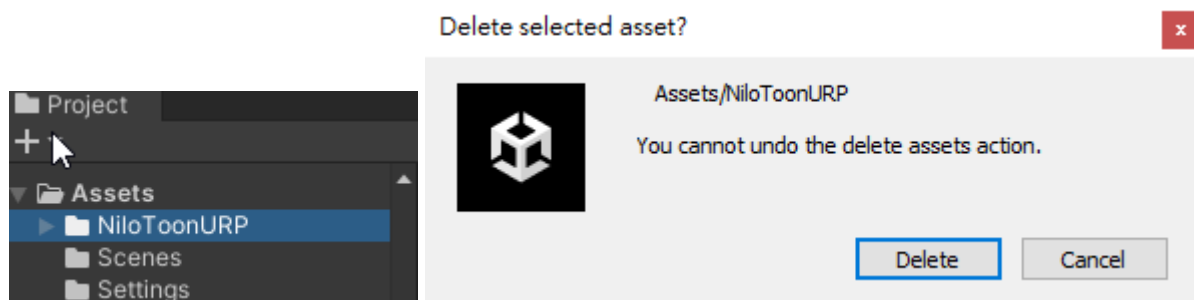 Project
Assets
NiloToonURP
Scenes
Settings
Delete selected asset?
x
Assets/NiloToonURP
You cannot undo the delete assets action.
Delete
Cancel